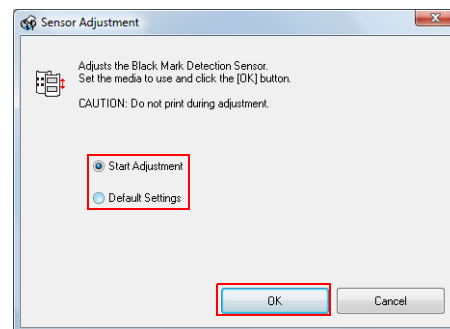 Sensor Adjustment
Adjusts the Black Mark Detection Sensor.
Set the media to use and click the [OK] button.
CAUTION: Do not print during adjustment.
Start Adjustment
Default Settings
OK
Cancel